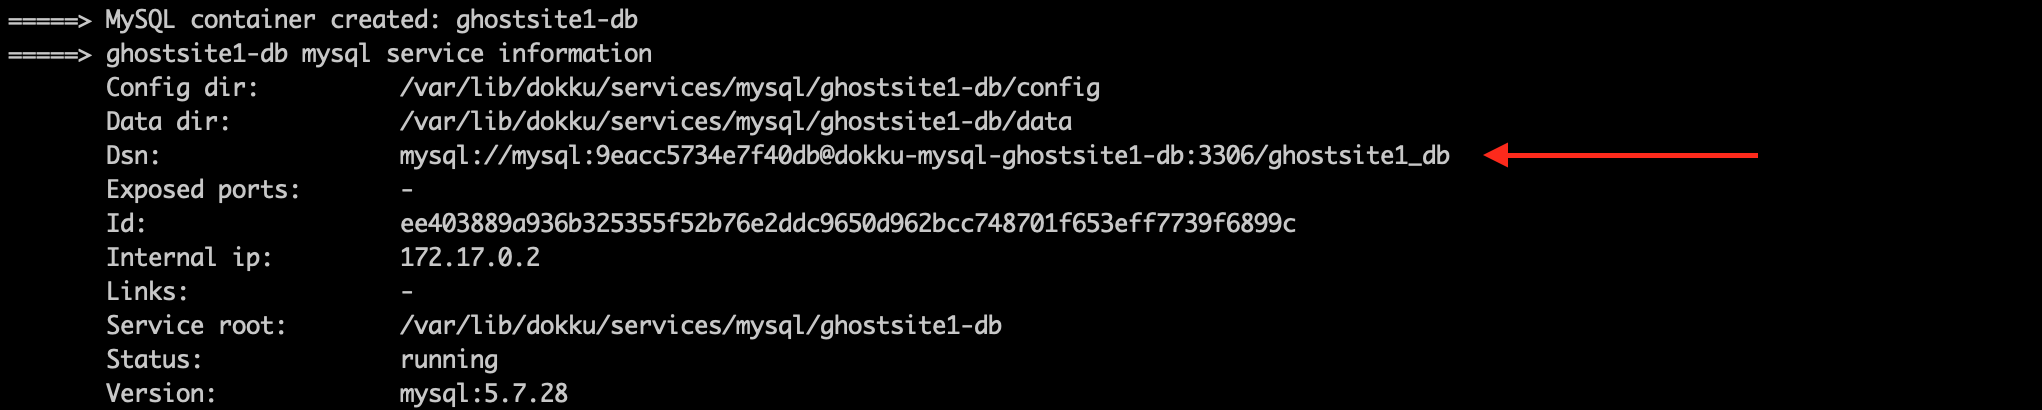 =====> MySQL container created: ghostsite1-db
=====> ghostsite1-db mysql service information
Config dir: /var/lib/dokku/services/mysql/ghostsite1-db/config
Data dir: /var/lib/dokku/services/mysql/ghostsite1-db/data
Dsn: mysql://mysql:9eacc5734e7f40db@dokku-mysql-ghostsite1-db:3306/ghostsite1_db
Exposed ports: -
Id: ee403889a936b325355f52b76e2ddc9650d962bcc748701f653eff7739f6899c
Internal ip: 172.17.0.2
Links: -
Service root: /var/lib/dokku/services/mysql/ghostsite1-db
Status: running
Version: mysql:5.7.28